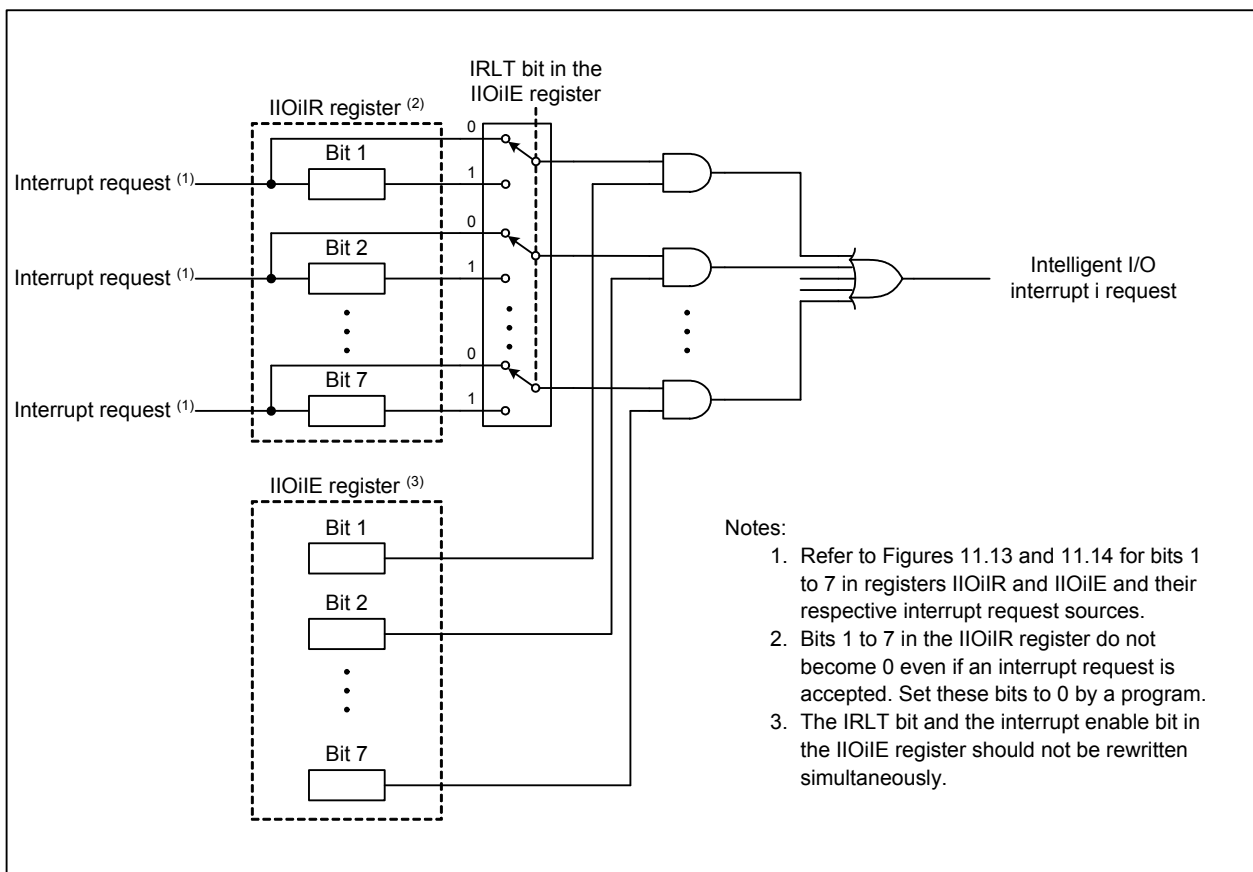 IRLT bit in the
IIOiIE register
IIOiIR register (2)
0
Bit 1
Interrupt request (1)
1
0
Bit 2
Interrupt request (1)
1
0
Bit 7
Interrupt request (1)
1
Intelligent I/O
interrupt i request
IIOiIE register (3)
Bit 1
Bit 2
Bit 7
Notes:
1. Refer to Figures 11.13 and 11.14 for bits 1
to 7 in registers IIOiIR and IIOiIE and their
respective interrupt request sources.
2. Bits 1 to 7 in the IIOiIR register do not
become 0 even if an interrupt request is
accepted. Set these bits to 0 by a program.
3. The IRLT bit and the interrupt enable bit in
the IIOiIE register should not be rewritten
simultaneously.